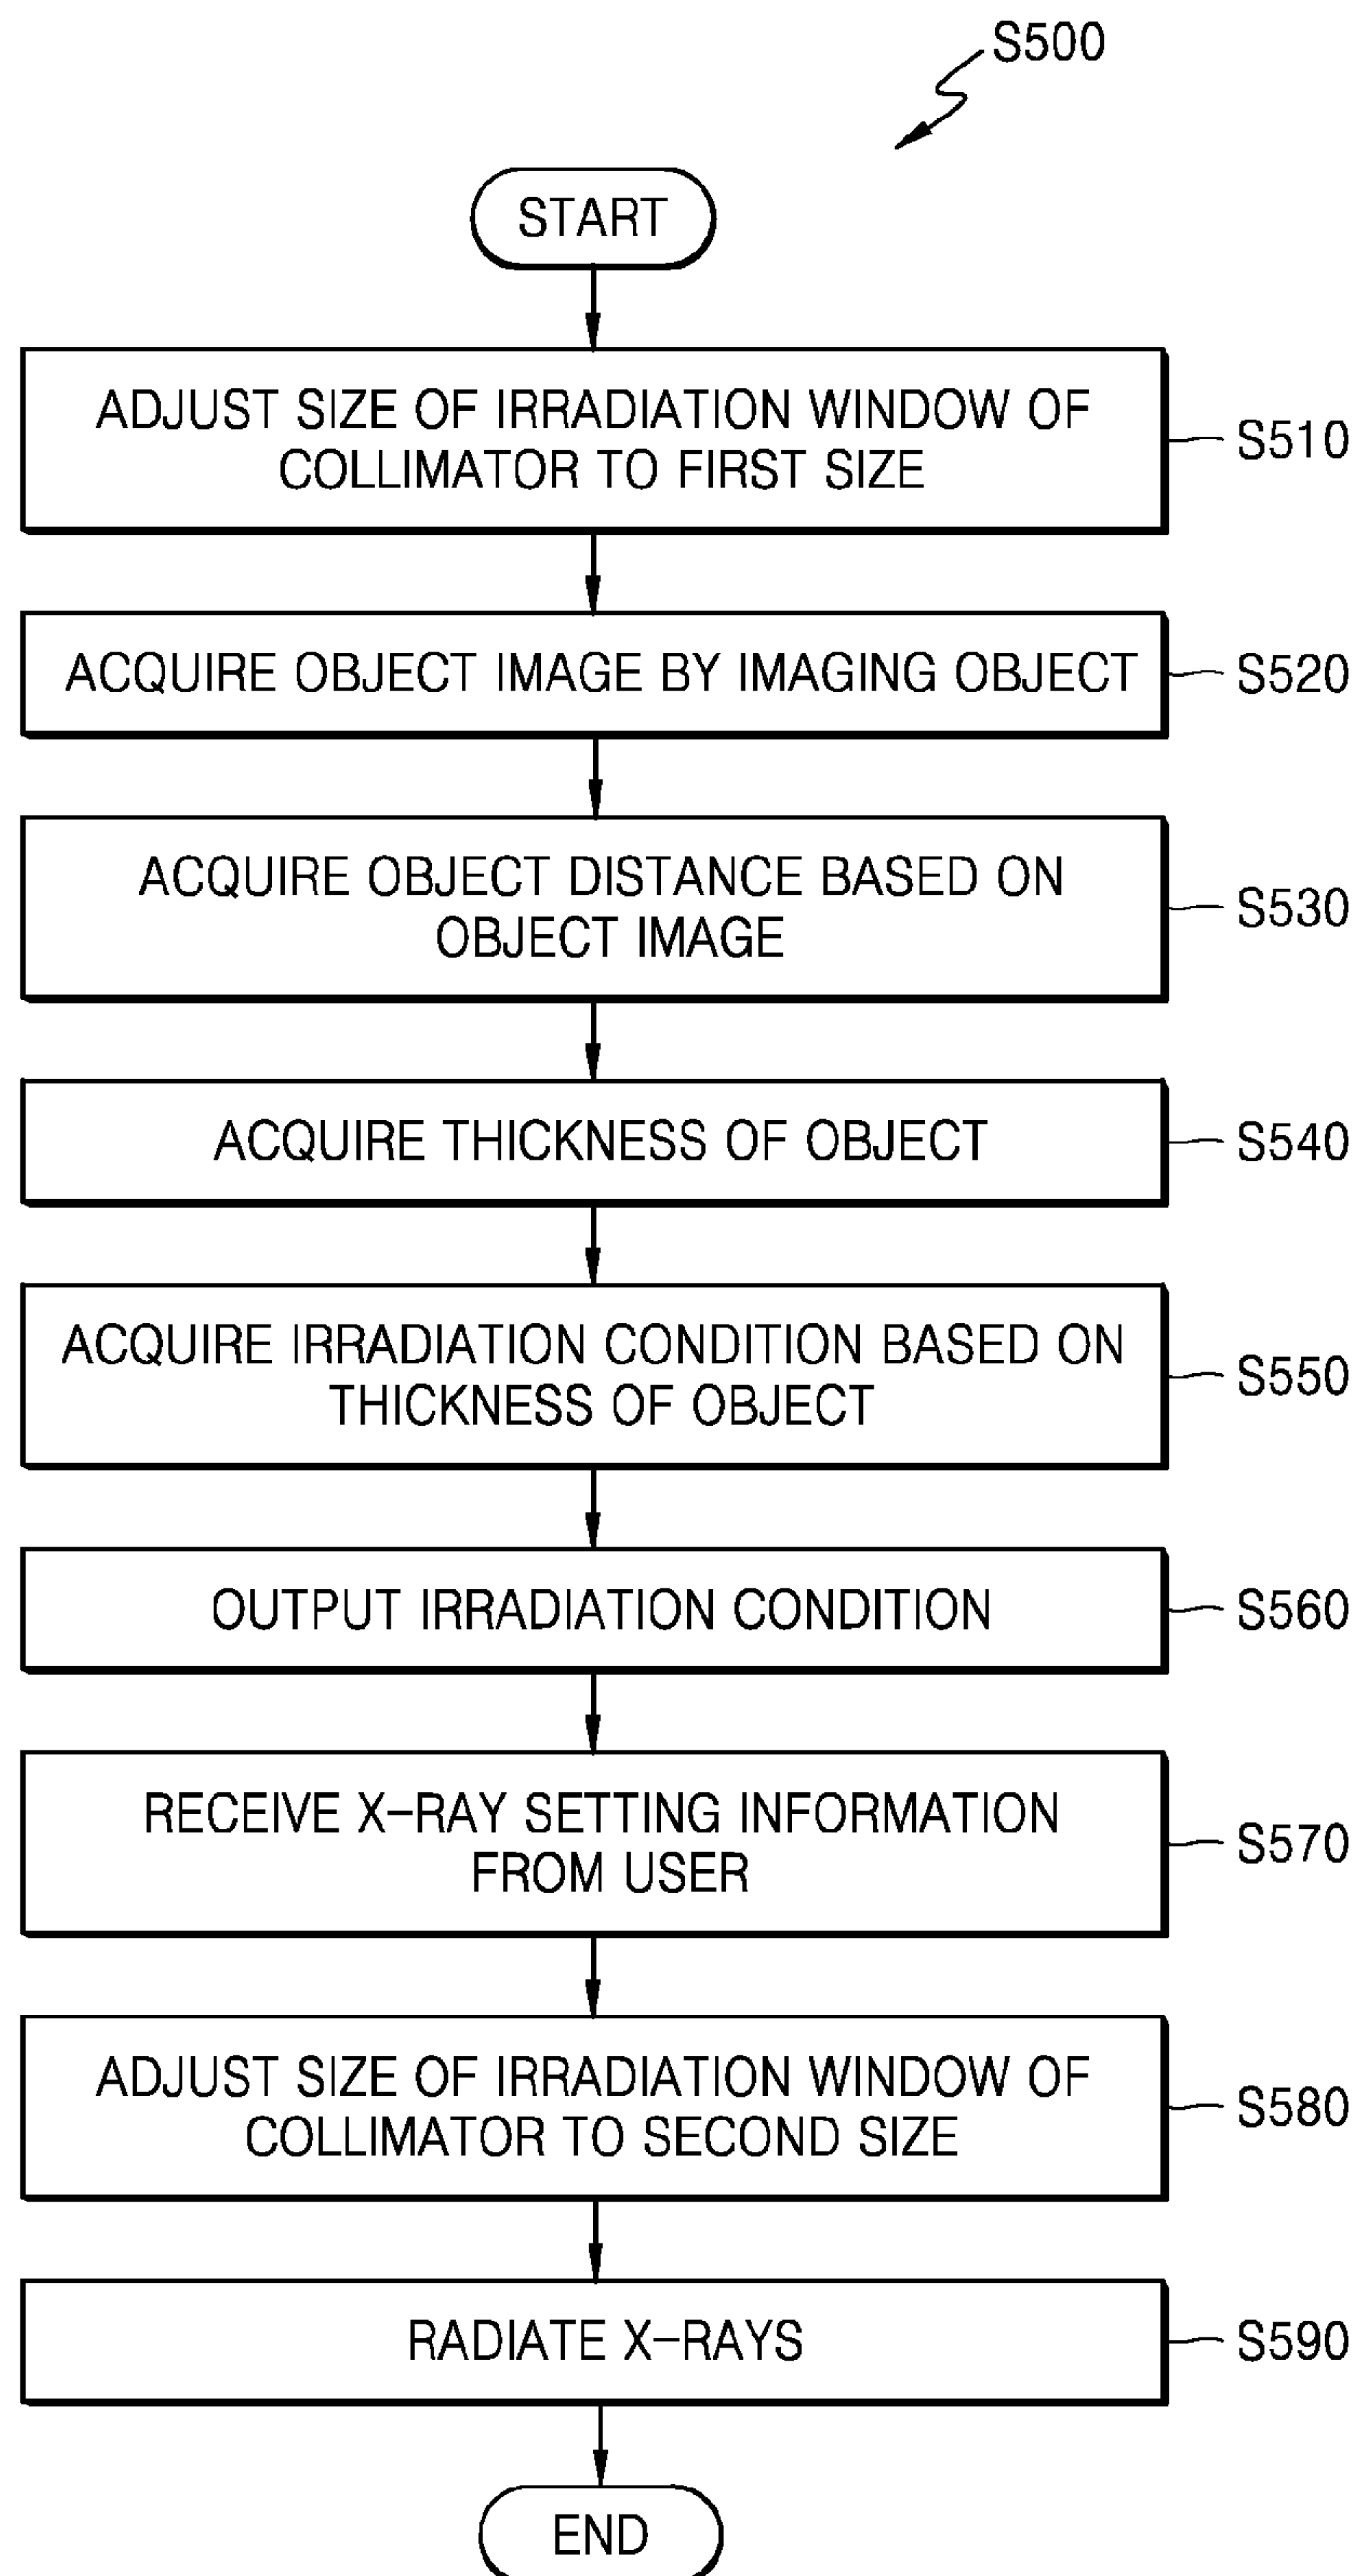 S500
START
ADJUST SIZE OF IRRADIATION WINDOW OF
COLLIMATOR TO FIRST SIZE
S510
ACQUIRE OBJECT IMAGE BY IMAGING OBJECT
S520
ACQUIRE OBJECT DISTANCE BASED ON
OBJECT IMAGE
S530
ACQUIRE THICKNESS OF OBJECT
S540
ACQUIRE IRRADIATION CONDITION BASED ON
THICKNESS OF OBJECT
S550
OUTPUT IRRADIATION CONDITION
S560
RECEIVE X-RAY SETTING INFORMATION
FROM USER
S570
ADJUST SIZE OF IRRADIATION WINDOW OF
COLLIMATOR TO SECOND SIZE
S580
RADIATE X-RAYS
S590
END